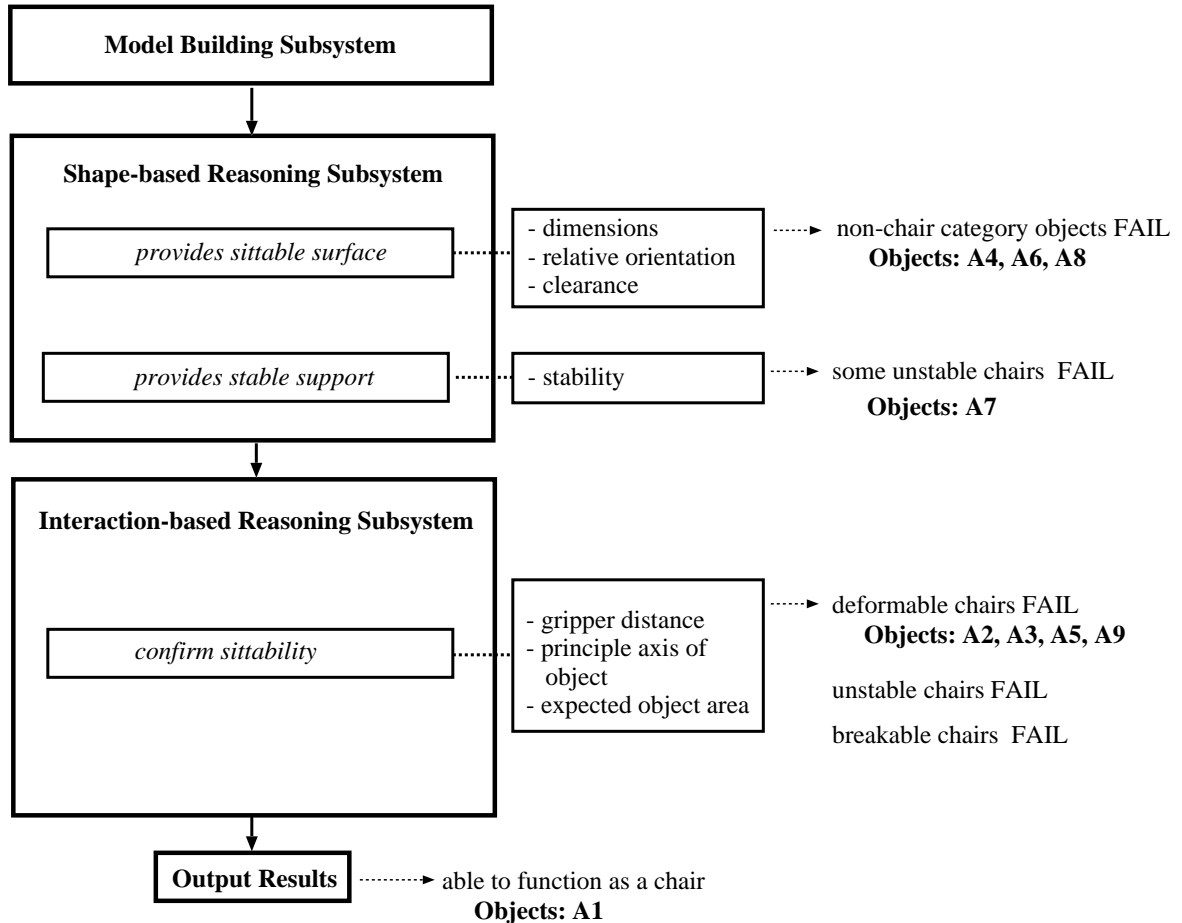 Model Building Subsystem
Shape-based Reasoning Subsystem
provides sittable surface
- dimensions
- relative orientation
- clearance
non-chair category objects FAIL
Objects: A4, A6, A8
provides stable support
- stability
some unstable chairs FAIL
Objects: A7
Interaction-based Reasoning Subsystem
confirm sittability
- gripper distance
- principle axis of
object
- expected object area
deformable chairs FAIL
Objects: A2, A3, A5, A9
unstable chairs FAIL
breakable chairs FAIL
Output Results
able to function as a chair
Objects: A1